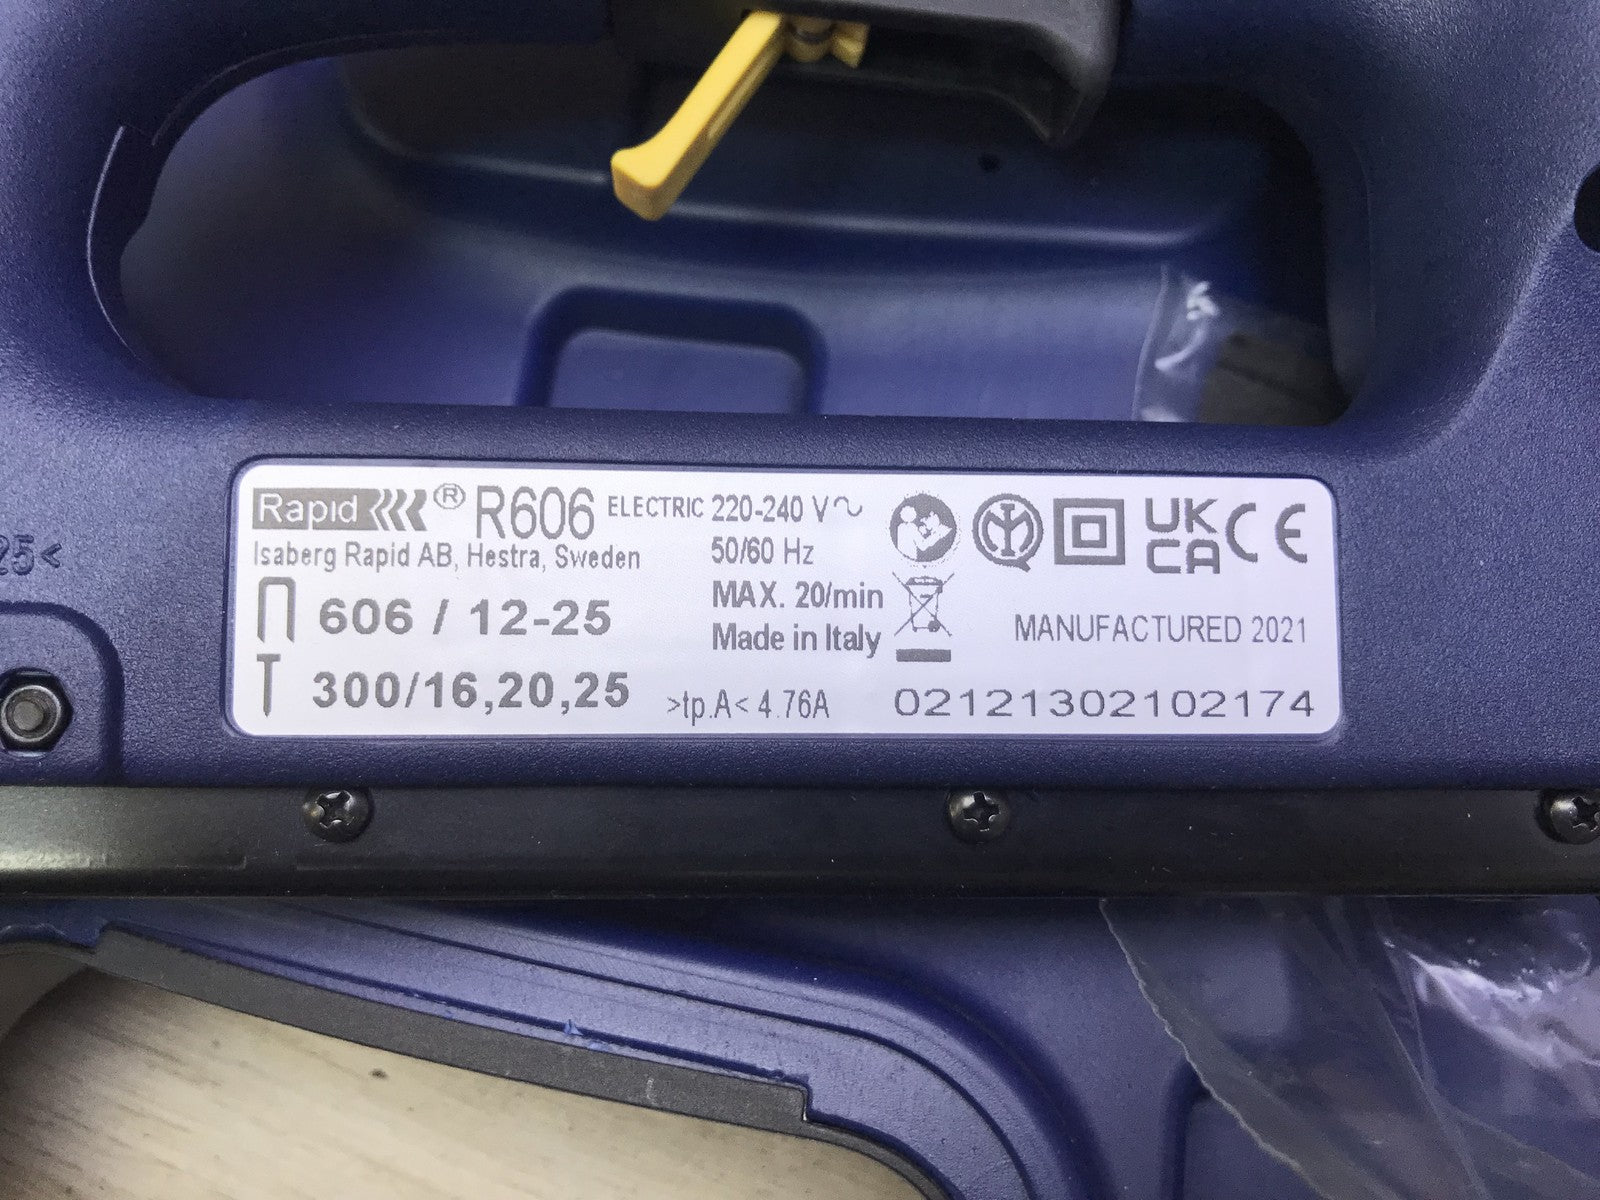 Rapid ® R606 ELECTRIC 220-240 V~
Isaberg Rapid AB, Hestra, Sweden
50/60 Hz
606 / 12-25
MAX. 20/min
Made in Italy
300/16,20,25
>tp.A< 4.76A
UK
CA
CE
MANUFACTURED 2021
02121302102174
25<